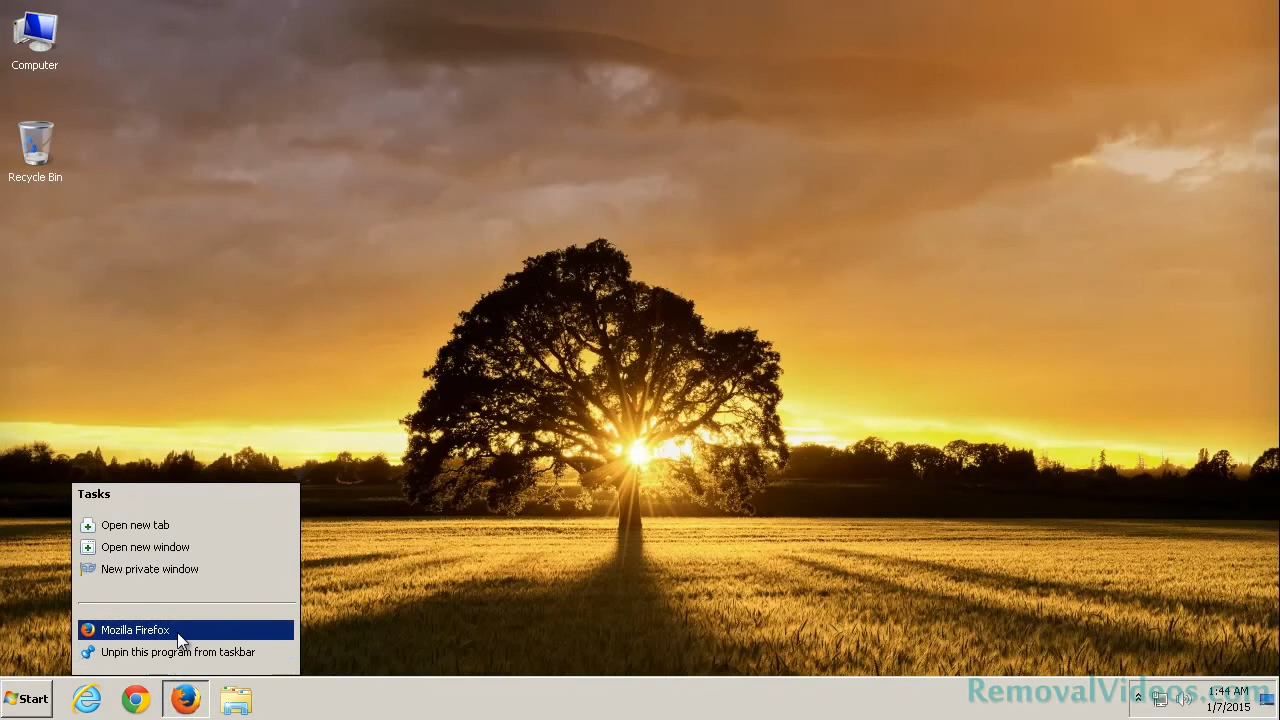 Computer
Recycle Bin
Tasks
Open new tab
Open new window
New private window
Mozilla Firefox
Unpin this program from taskbar
Start
RemovalVideos.com
1:44 AM
1/7/2015